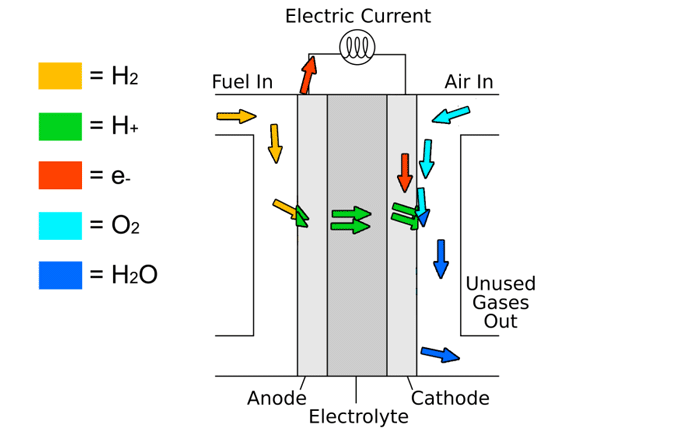 Electric Current
Fuel In
Air In
= H2
= H+
= e-
= O2
= H2O
Unused
Gases
Out
Anode
Cathode
Electrolyte